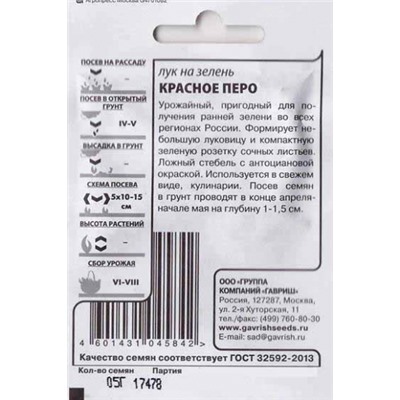 ПОСЕВ НА РАССАДУ
–
ПОСЕВ В ОТКРЫТЫЙ
ГРУНТ
IV-V
ВЫСАДКА В ГРУНТ
–
СХЕМА ПОСЕВА
5x10-15
см
ВЫСОТА РАСТЕНИЙ
–
СБОР УРОЖАЯ
VI-VIII
ЛУК НА ЗЕЛЕНЬ
КРАСНОЕ ПЕРО
Урожайный, пригодный для по-
лучения ранней зелени во всех
регионах России. Формирует не-
большую луковицу и компактную
зеленую розетку сочных листьев.
Ложный стебель с антоциановой
окраской. Используется в свежем
виде, кулинарии. Посев семян
в грунт проводят в конце апреля-
начале мая на глубину 1-1,5 см.
ООО «ГРУППА
КОМПАНИЙ «ГАВРИШ»
Россия, 127287, Москва,
ул. 2-я Хуторская, 11
тел./факс: (499) 760-80-30
www.gavrishseeds.ru
E-mail: sad@gavrish.ru
4 601431 045842 >
Качество семян соответствует ГОСТ 32592-2013
Кол-во семян Партия
05Г 17478